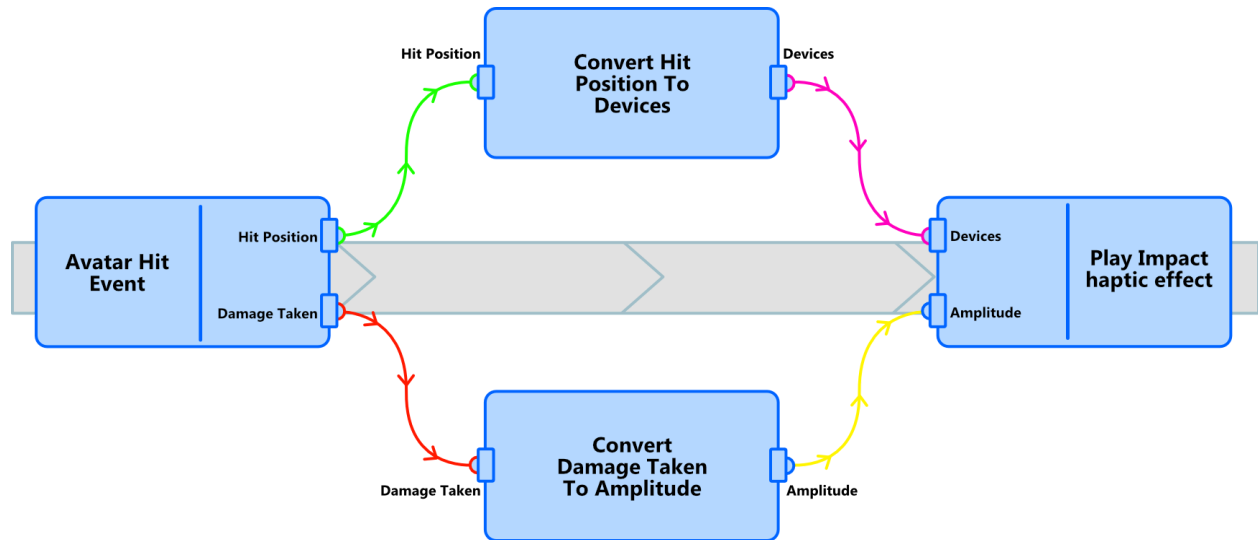 Hit Position
Convert Hit
Position To
Devices
Devices
Avatar Hit
Event
Hit Position
Damage Taken
Devices
Amplitude
Play Impact
haptic effect
Damage Taken
Convert
Damage Taken
To Amplitude
Amplitude